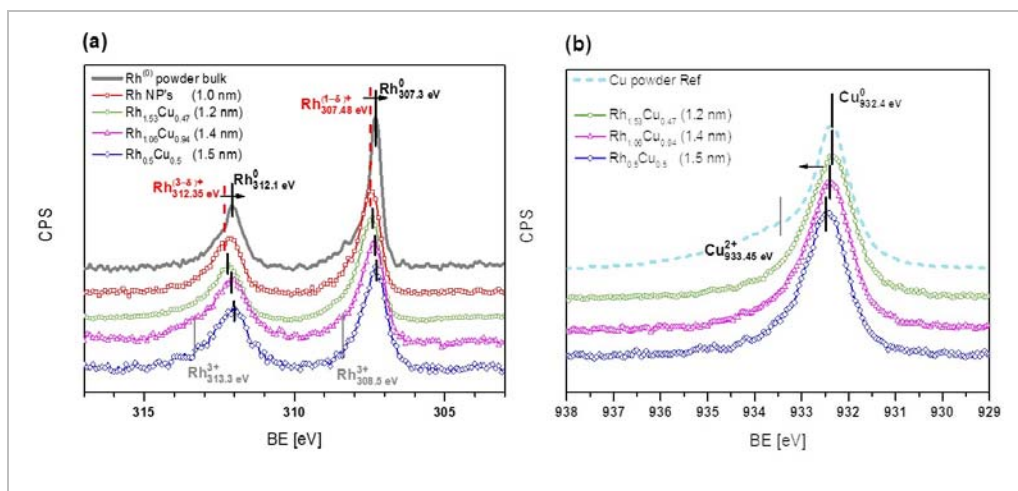 (a)
Rh(0) powder bulk
Rh NP's (1.0 nm)
Rh1.53Cu0.47 (1.2 nm)
Rh1.06Cu0.94 (1.4 nm)
Rh0.5Cu0.5 (1.5 nm)
Rh0 307.3 eV
Rh(1-δ)+ 307.48 eV
Rh0 312.1 eV
Rh(3-δ)+ 312.35 eV
Rh3+ 313.3 eV
Rh3+ 308.5 eV
CPS
315
310
305
BE [eV]
(b)
Cu powder Ref
Rh1.53Cu0.47 (1.2 nm)
Rh1.06Cu0.94 (1.4 nm)
Rh0.5Cu0.5 (1.5 nm)
Cu0 932.4 eV
Cu2+ 933.45 eV
CPS
938 937 936 935 934 933 932 931 930 929
BE [eV]